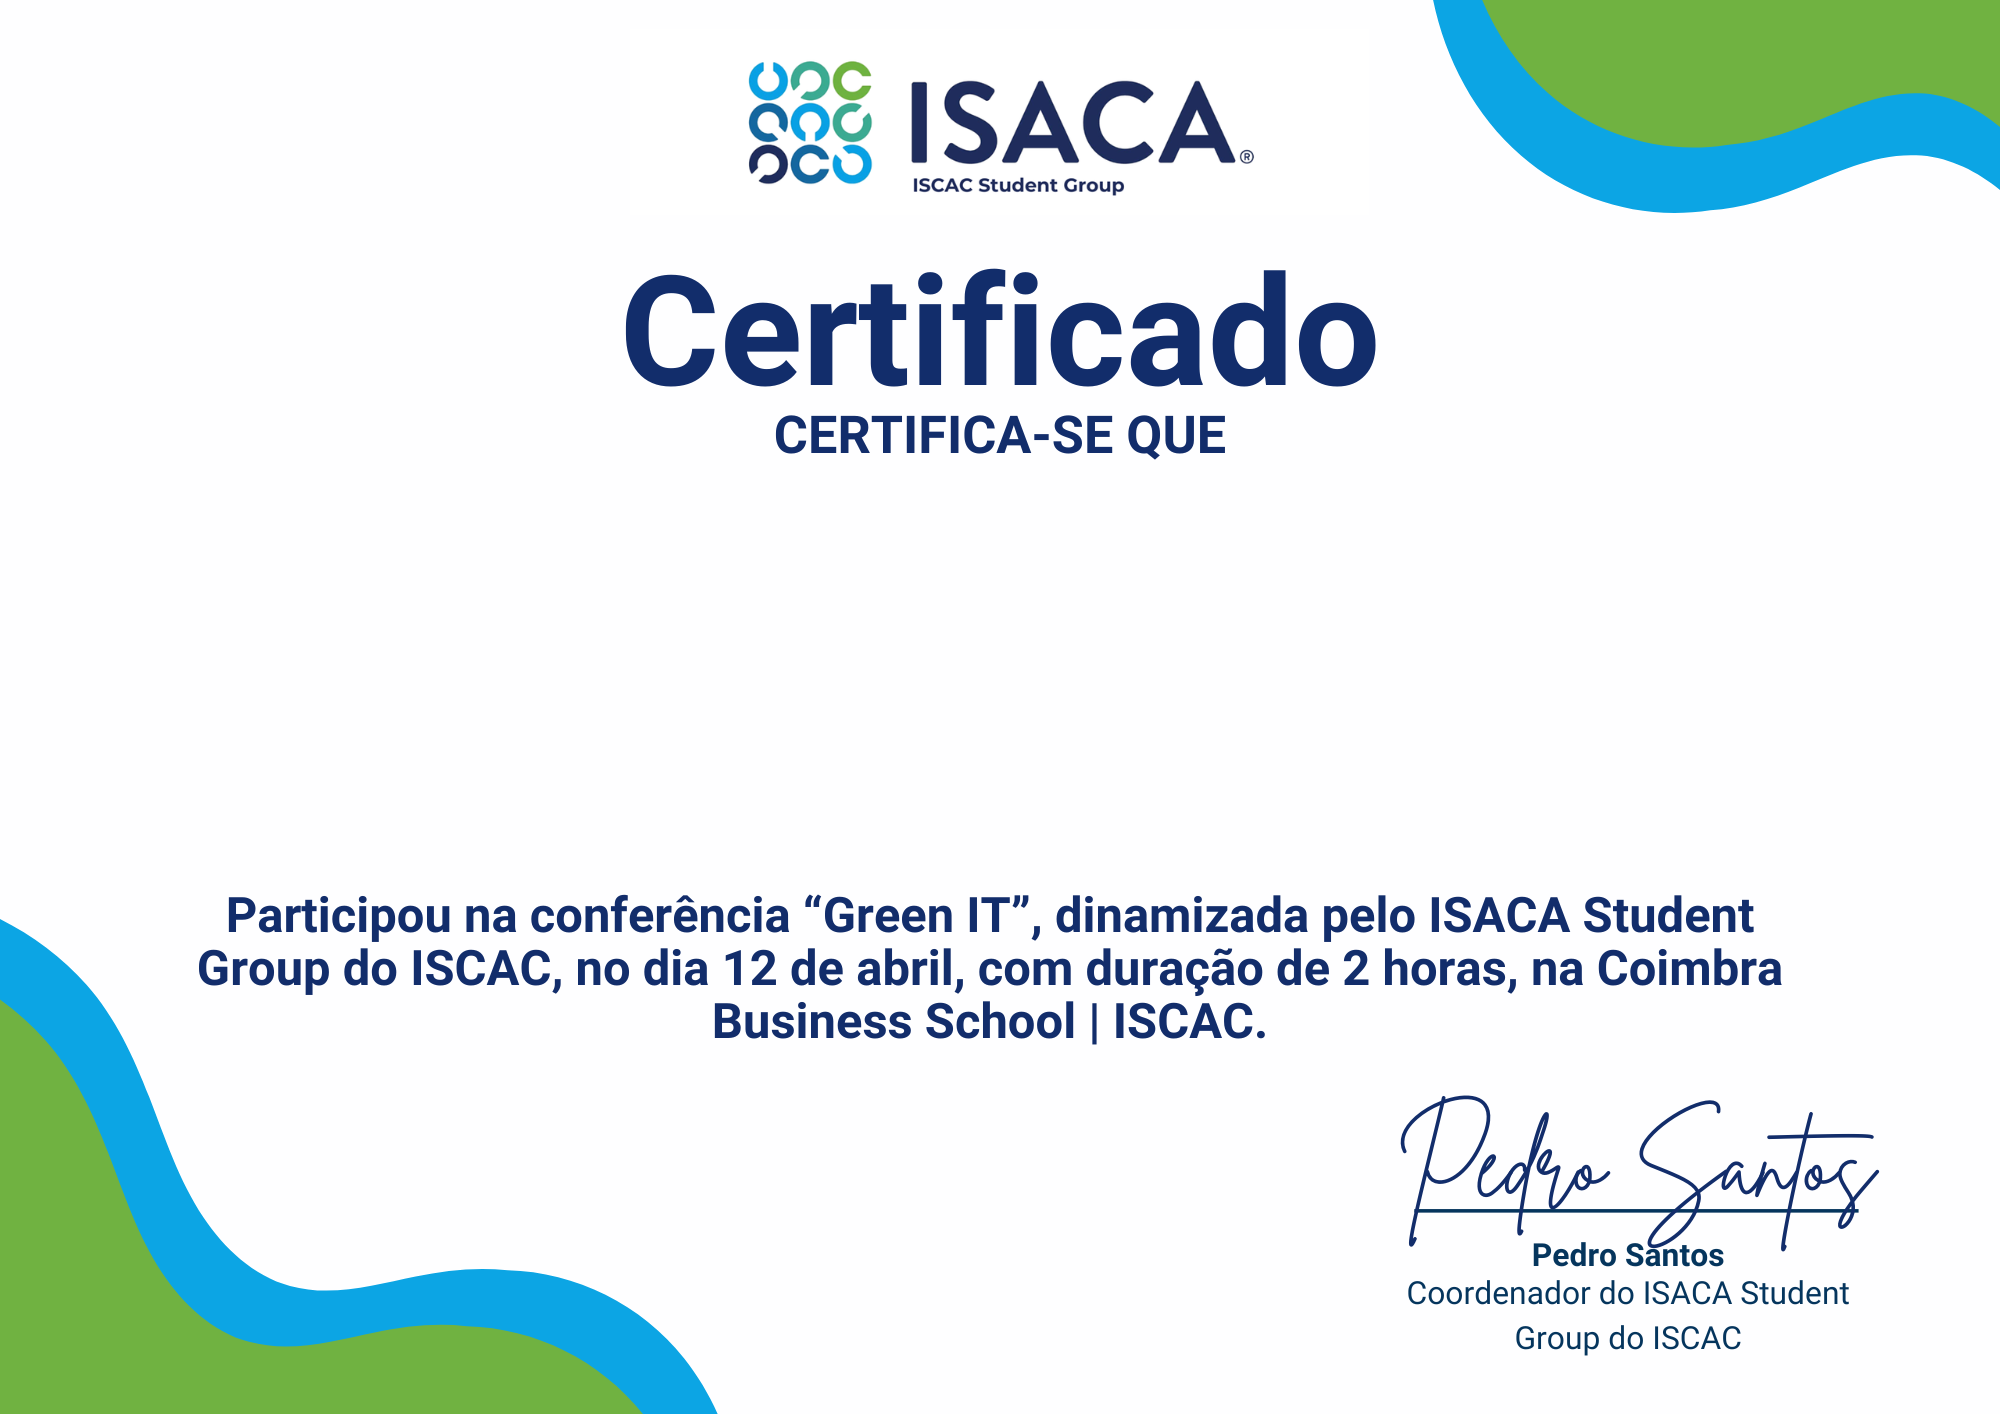 ISACA®
ISCAC Student Group
Certificado
CERTIFICA-SE QUE
Participou na conferência “Green IT”, dinamizada pelo ISACA Student
Group do ISCAC, no dia 12 de abril, com duração de 2 horas, na Coimbra
Business School | ISCAC.
Pedro Santos
Pedro Santos
Coordenador do ISACA Student
Group do ISCAC